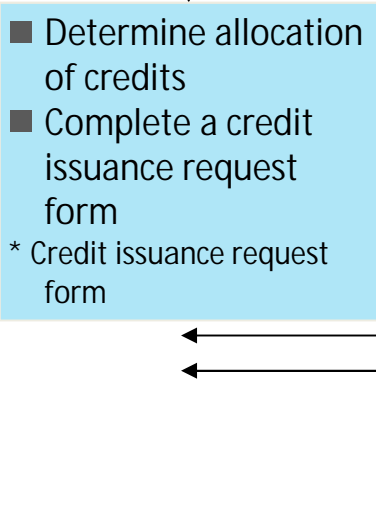 ■ Determine allocation
of credits
■ Complete a credit
issuance request
form
* Credit issuance request
form